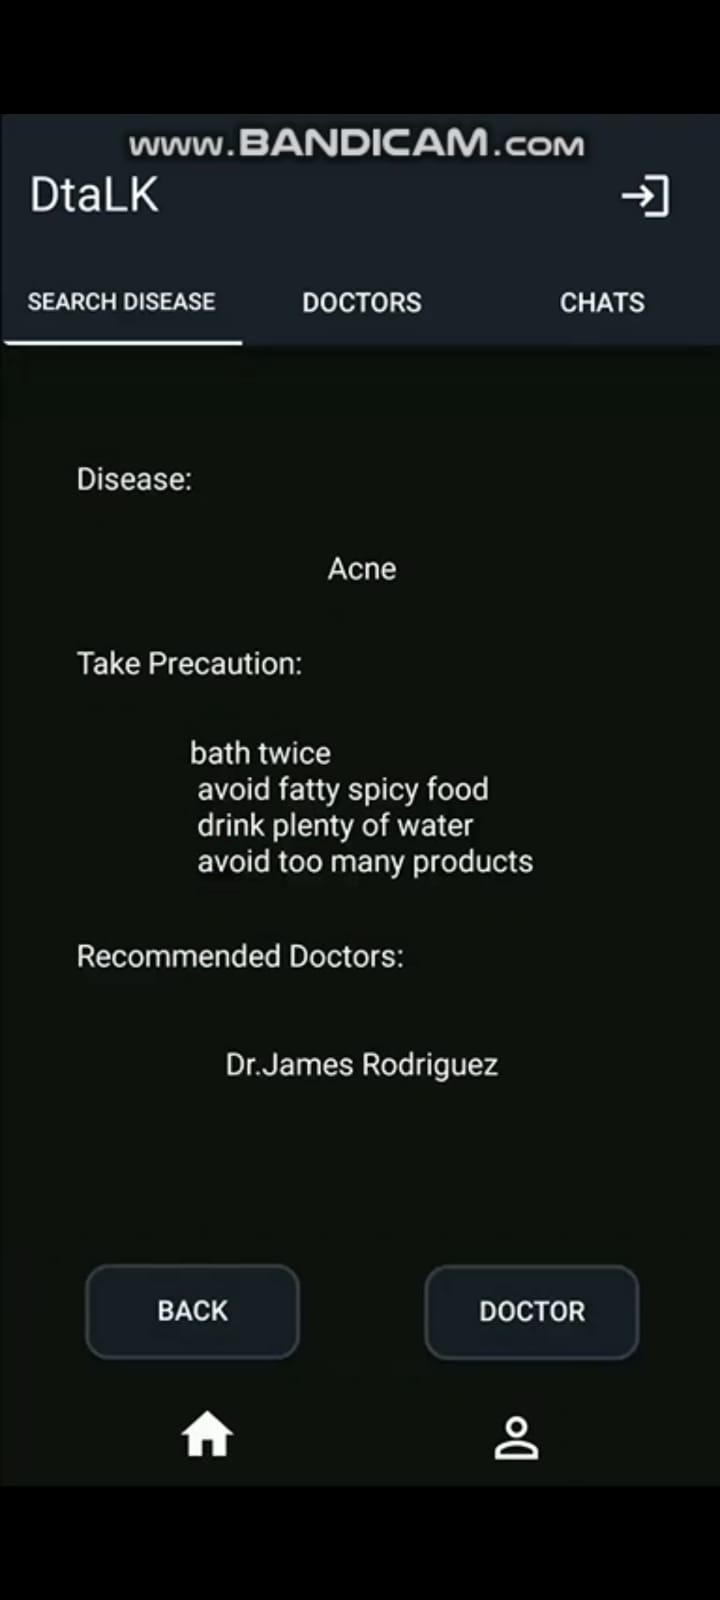 www.BANDICAM.com
DtaLK
SEARCH DISEASE DOCTORS CHATS
Disease:
Acne
Take Precaution:
bath twice
avoid fatty spicy food
drink plenty of water
avoid too many products
Recommended Doctors:
Dr.James Rodriguez
BACK DOCTOR